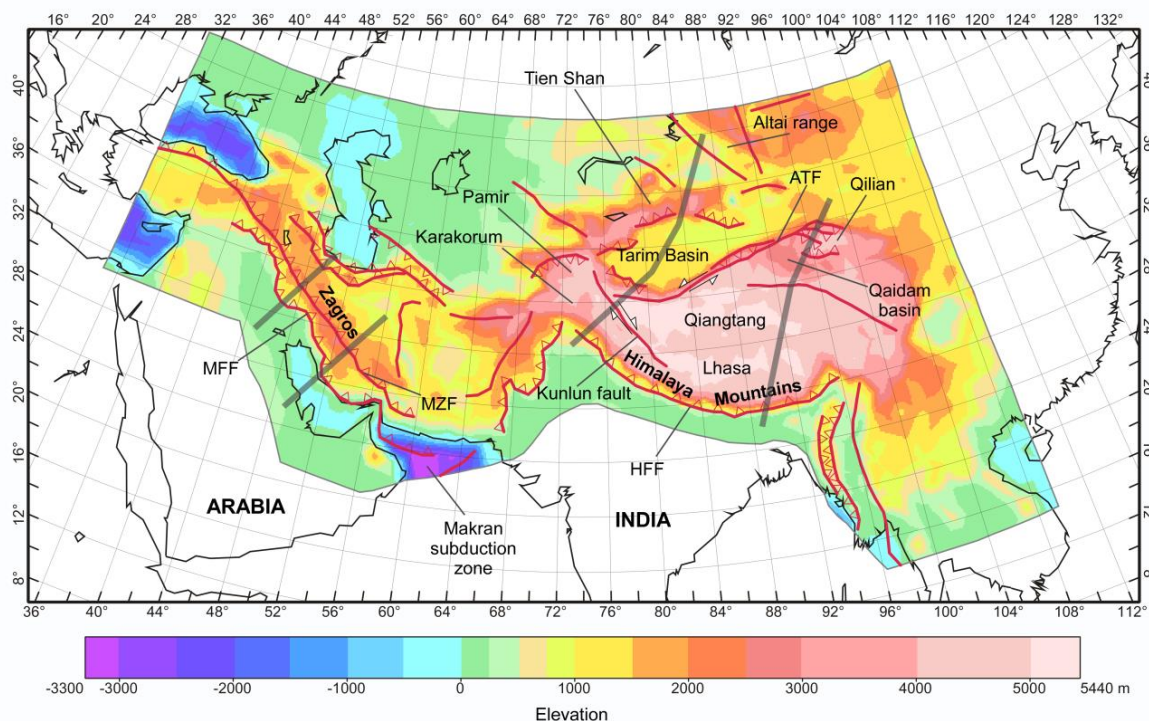 16° 20° 24° 28° 32° 36° 40° 44° 48° 52° 56° 60° 64° 68° 72° 76° 80° 84° 88° 92° 96° 100° 104° 108° 112° 116° 120° 124° 128° 132°
Tien Shan
Altai range
40°
36°
32°
28°
24°
20°
16°
12°
8°
Pamir
ATF
Qilian
Karakorum
Tarim Basin
Zagros
Qiangtang
Qaidam
basin
MFF
Lhasa
Himalaya
Mountains
Kunlun fault
MZF
HFF
ARABIA
INDIA
Makran
subduction
zone
36° 40° 44° 48° 52° 56° 60° 64° 68° 72° 76° 80° 84° 88° 92° 96° 100° 104° 108° 112°
-3300 -3000 -2000 -1000 0 1000 2000 3000 4000 5000 5440 m
Elevation